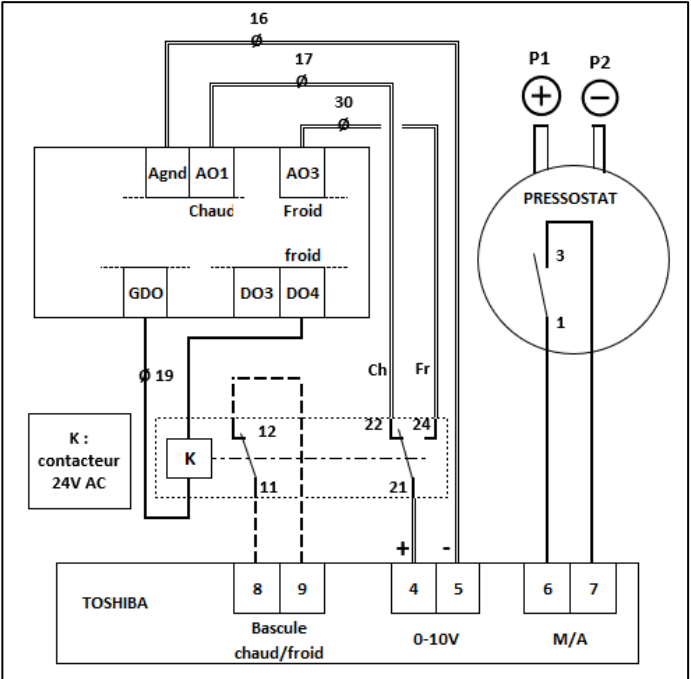 16
Ø
17
Ø
30
Ø
P1
P2
+
−
Agnd
AO1
AO3
Chaud
Froid
froid
GDO
DO3
DO4
PRESSOSTAT
3
1
Ø 19
Ch
Fr
22
24
12
K
11
21
K :
contacteur
24V AC
+
-
TOSHIBA
8
9
4
5
6
7
Bascule
chaud/froid
0-10V
M/A